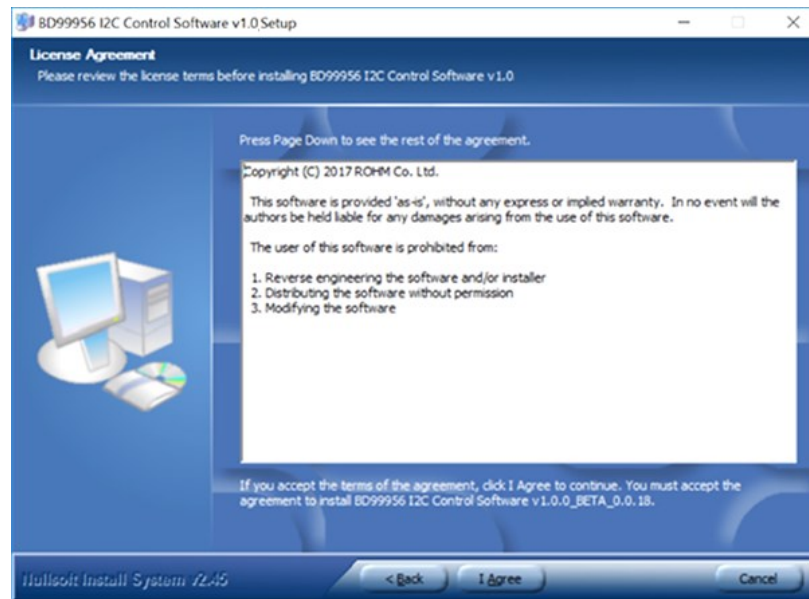 BD99956 I2C Control Software v1.0 Setup
License Agreement
Please review the license terms before installing BD99956 I2C Control Software v1.0
Press Page Down to see the rest of the agreement.
Copyright (C) 2017 ROHM Co. Ltd.
This software is provided 'as-is', without any express or implied warranty. In no event will the
authors be held liable for any damages arising from the use of this software.
The user of this software is prohibited from:
1. Reverse engineering the software and/or installer
2. Distributing the software without permission
3. Modifying the software
If you accept the terms of the agreement, click I Agree to continue. You must accept the
agreement to install BD99956 I2C Control Software v1.0.0_BETA_0.0.18.
Nullsoft Install System v2.45
< Back I Agree Cancel